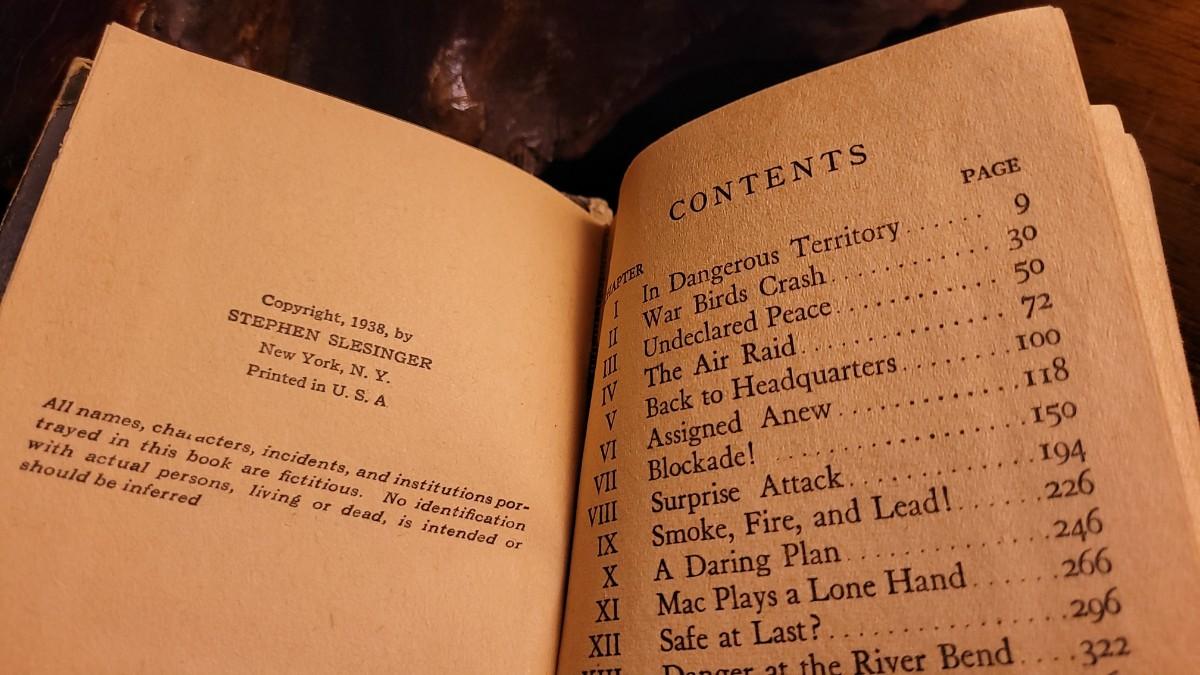 Copyright, 1938, by
STEPHEN SLESINGER
New York, N. Y.
Printed in U. S. A
All names, characters, incidents, and institutions por-
trayed in this book are fictitious. No identification
with actual persons, living or dead, is intended or
should be inferred
CONTENTS
PAGE
I In Dangerous Territory ...... 9
II War Birds Crash ............ 30
III Undeclared Peace ........... 50
IV The Air Raid .............. 72
V Back to Headquarters ....... 100
VI Assigned Anew ............ 118
VII Blockade! ................. 150
VIII Surprise Attack ............ 194
IX Smoke, Fire, and Lead! ..... 226
X A Daring Plan ............. 246
XI Mac Plays a Lone Hand ...... 266
XII Safe at Last? ............... 296
Danger at the River Bend .... 322